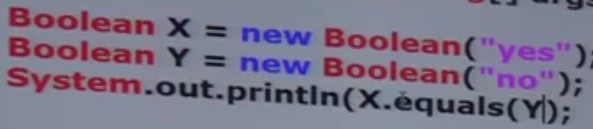 Boolean X = new Boolean("yes");
Boolean Y = new Boolean("no");
System.out.println(X.equals(Y);